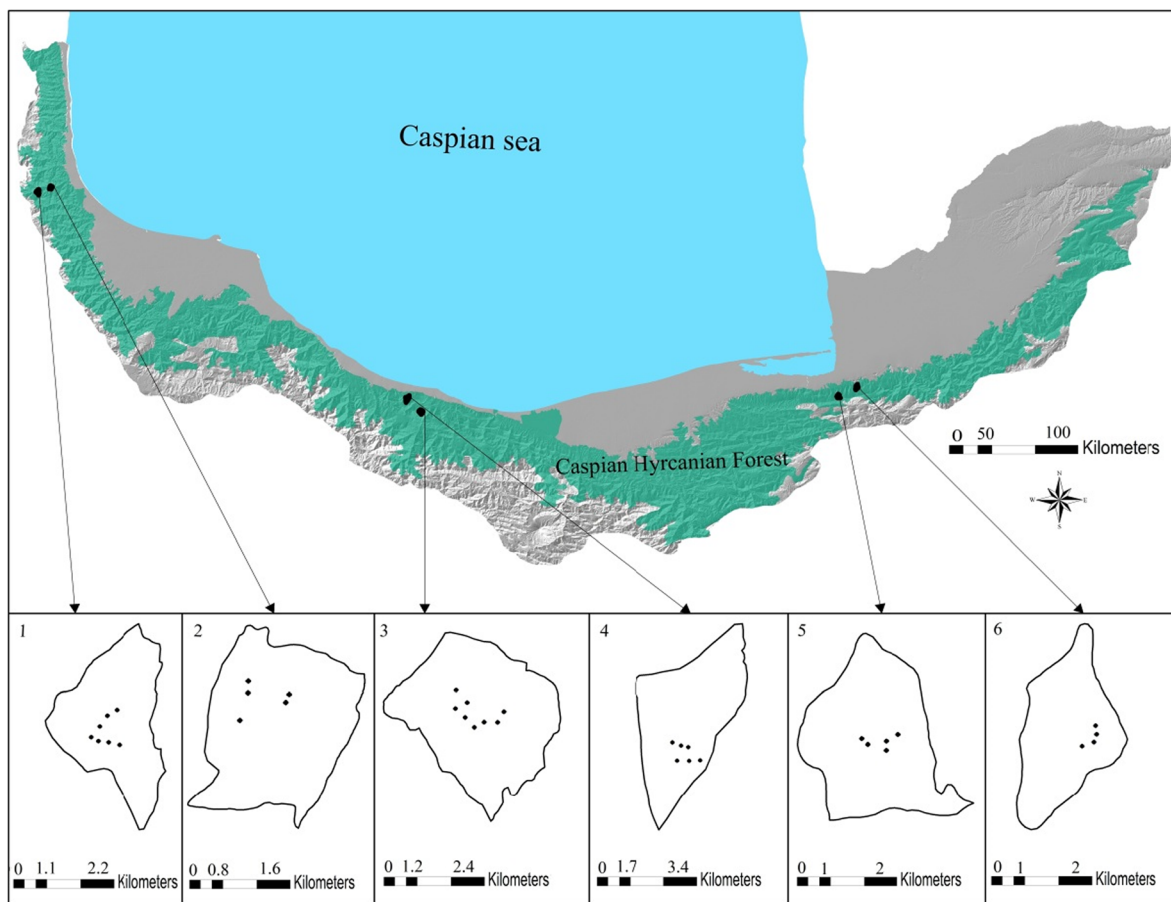 Caspian sea
Caspian Hyrcanian Forest
0 50 100
Kilometers
N
W E
S
1
2
3
4
5
6
0 1.1 2.2
Kilometers
0 0.8 1.6
Kilometers
0 1.2 2.4
Kilometers
0 1.7 3.4
Kilometers
0 1 2
Kilometers
0 1 2
Kilometers